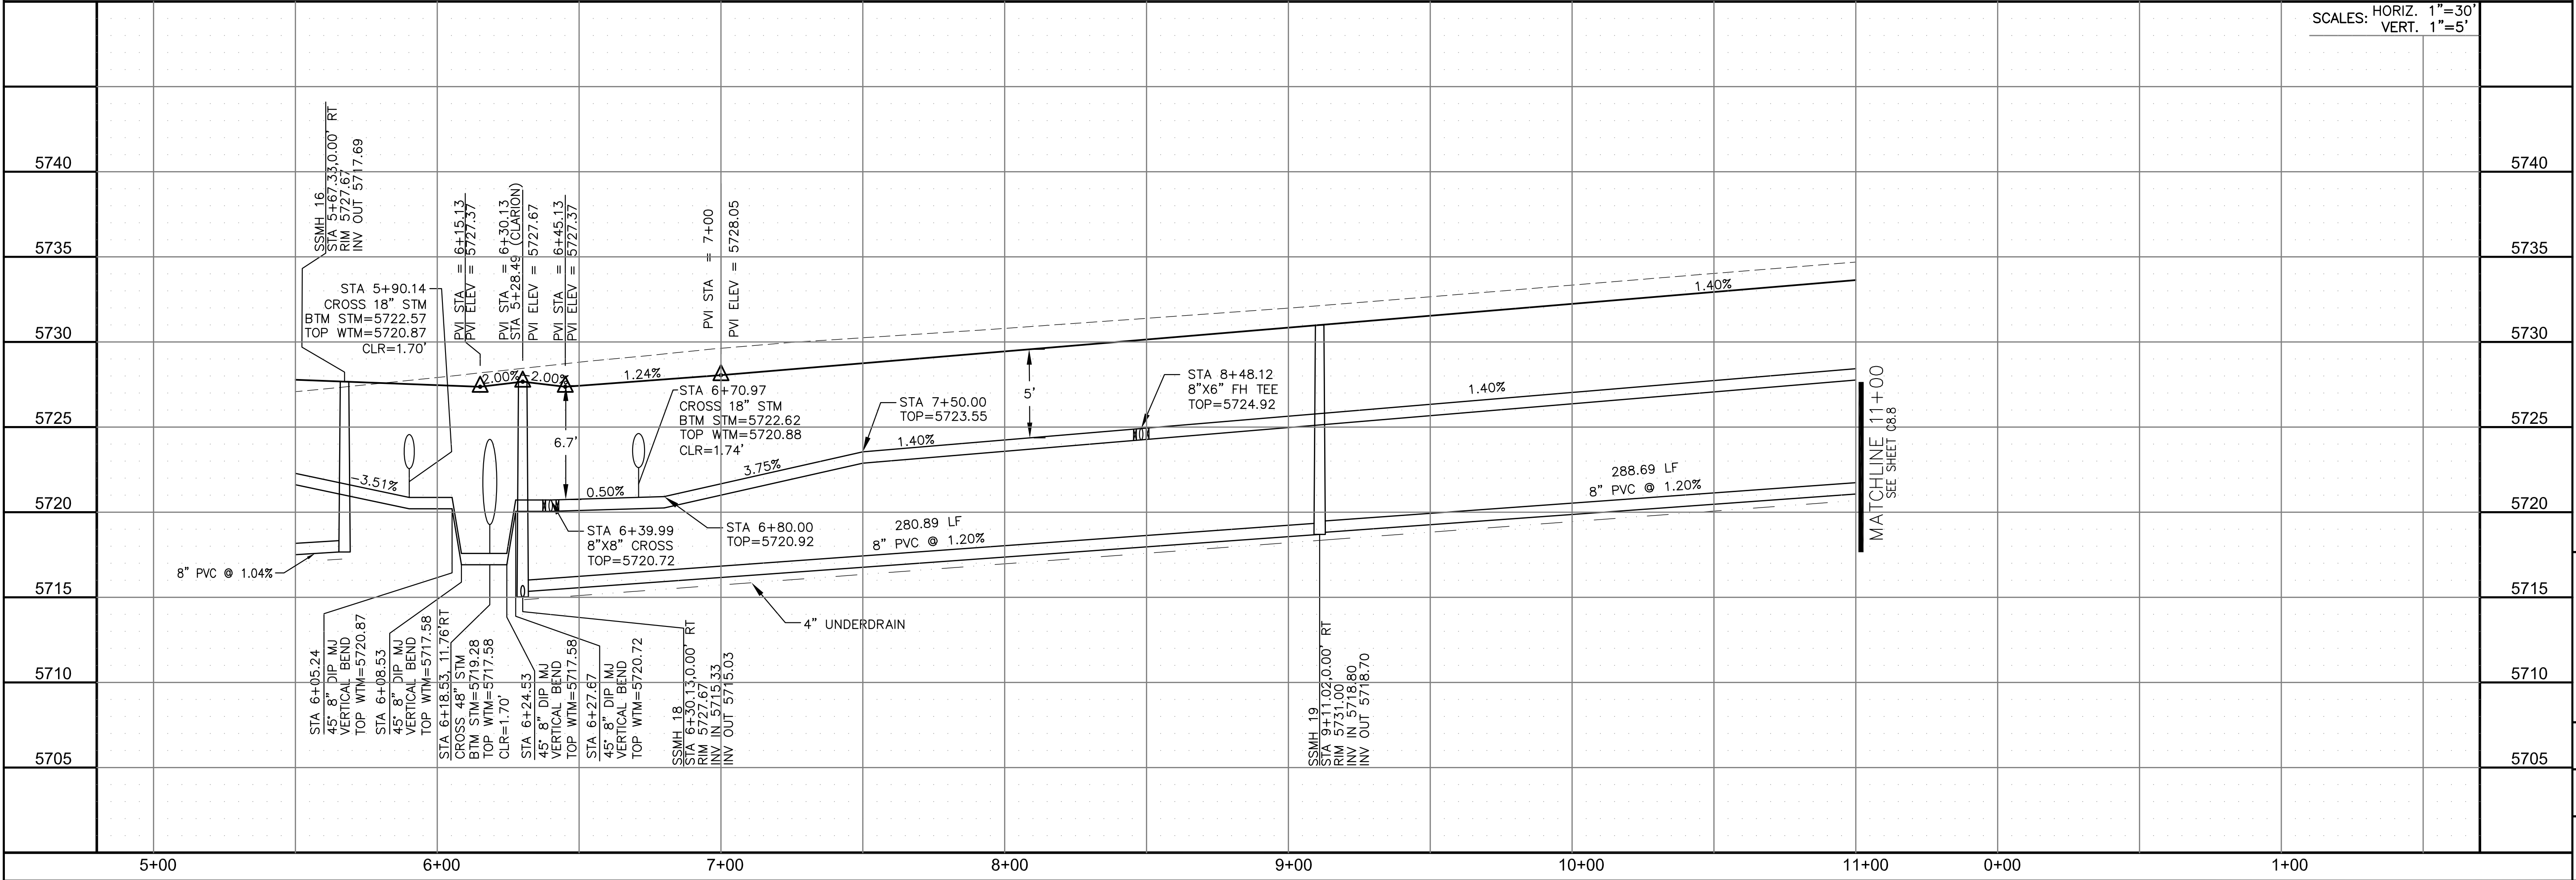 SCALES: HORIZ. 1"=30'
VERT. 1"=5'
5740
5735
5730
5725
5720
5715
5710
5705
5740
5735
5730
5725
5720
5715
5710
5705
SSMH 16
STA 5+67.33,0.00' RT
RIM 5727.67
INV OUT 5717.69
STA 5+90.14
CROSS 18" STM
BTM STM=5722.57
TOP WTM=5720.87
CLR=1.70'
PVI STA = 6+15.13
PVI ELEV = 5727.37
PVI STA = 6+30.13
STA 5+28.49 (CLARION)
PVI ELEV = 5727.67
PVI STA = 6+45.13
PVI ELEV = 5727.37
PVI STA = 7+00
PVI ELEV = 5728.05
2.00%
-2.00%
1.24%
1.40%
STA 6+70.97
CROSS 18" STM
BTM STM=5722.62
TOP WTM=5720.88
CLR=1.74'
6.7'
5'
STA 7+50.00
TOP=5723.55
STA 8+48.12
8"X6" FH TEE
TOP=5724.92
-3.51%
0.50%
3.75%
1.40%
1.40%
STA 6+39.99
8"X8" CROSS
TOP=5720.72
STA 6+80.00
TOP=5720.92
280.89 LF
8" PVC @ 1.20%
288.69 LF
8" PVC @ 1.20%
8" PVC @ 1.04%
4" UNDERDRAIN
MATCHLINE 11+00
SEE SHEET C8.8
STA 6+05.24
45° 8" DIP MJ
VERTICAL BEND
TOP WTM=5720.87
STA 6+08.53
45° 8" DIP MJ
VERTICAL BEND
TOP WTM=5717.58
STA 6+18.53, 11.76'RT
CROSS 48" STM
BTM STM=5719.28
TOP WTM=5717.58
CLR=1.70'
STA 6+24.53
45° 8" DIP MJ
VERTICAL BEND
TOP WTM=5717.58
STA 6+27.67
45° 8" DIP MJ
VERTICAL BEND
TOP WTM=5720.72
SSMH 18
STA 6+30.13,0.00' RT
RIM 5727.67
INV IN 5715.33
INV OUT 5715.03
SSMH 19
STA 9+11.02,0.00' RT
RIM 5731.00
INV IN 5718.80
INV OUT 5718.70
5+00
6+00
7+00
8+00
9+00
10+00
11+00
0+00
1+00